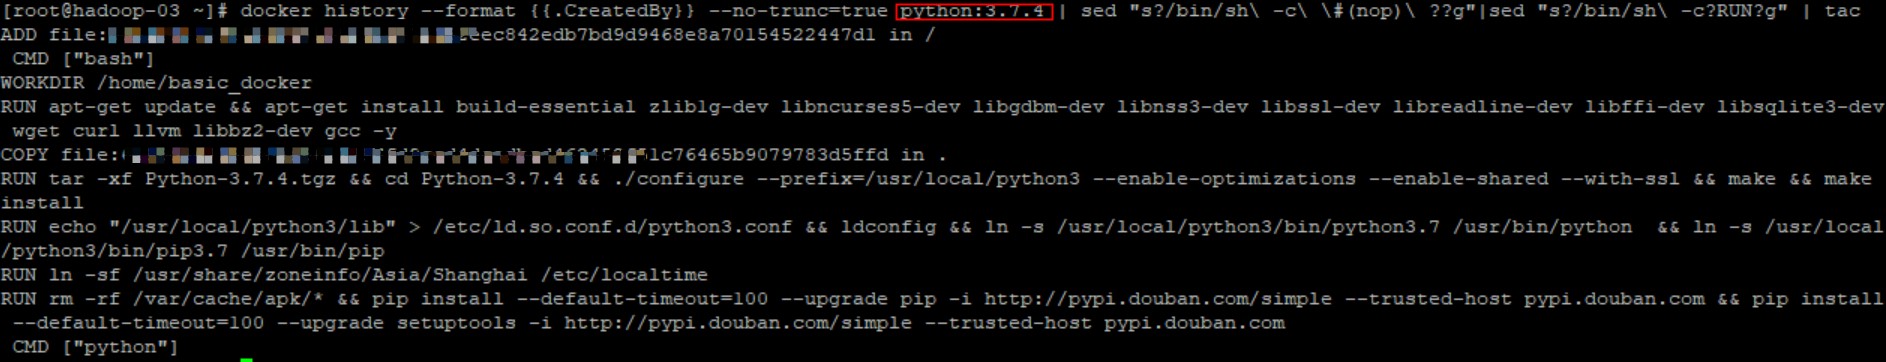 [root@hadoop-03 ~]# docker history --format {{.CreatedBy}} --no-trunc=true python:3.7.4 | sed "s?/bin/sh\ -c\ \#(nop)\ ??g"|sed "s?/bin/sh\ -c?RUN?g" | tac
ADD file: eec842edb7bd9d9468e8a70154522447d1 in /
CMD ["bash"]
WORKDIR /home/basic_docker
RUN apt-get update && apt-get install build-essential zlib1g-dev libncurses5-dev libgdbm-dev libnss3-dev libssl-dev libreadline-dev libffi-dev libsqlite3-dev
wget curl llvm libbz2-dev gcc -y
COPY file: 1c76465b9079783d5ffd in .
RUN tar -xf Python-3.7.4.tgz && cd Python-3.7.4 && ./configure --prefix=/usr/local/python3 --enable-optimizations --enable-shared --with-ssl && make && make
install
RUN echo "/usr/local/python3/lib" > /etc/ld.so.conf.d/python3.conf && ldconfig && ln -s /usr/local/python3/bin/python3.7 /usr/bin/python  && ln -s /usr/local
/python3/bin/pip3.7 /usr/bin/pip
RUN ln -sf /usr/share/zoneinfo/Asia/Shanghai /etc/localtime
RUN rm -rf /var/cache/apk/* && pip install --default-timeout=100 --upgrade pip -i http://pypi.douban.com/simple --trusted-host pypi.douban.com && pip install
--default-timeout=100 --upgrade setuptools -i http://pypi.douban.com/simple --trusted-host pypi.douban.com
CMD ["python"]